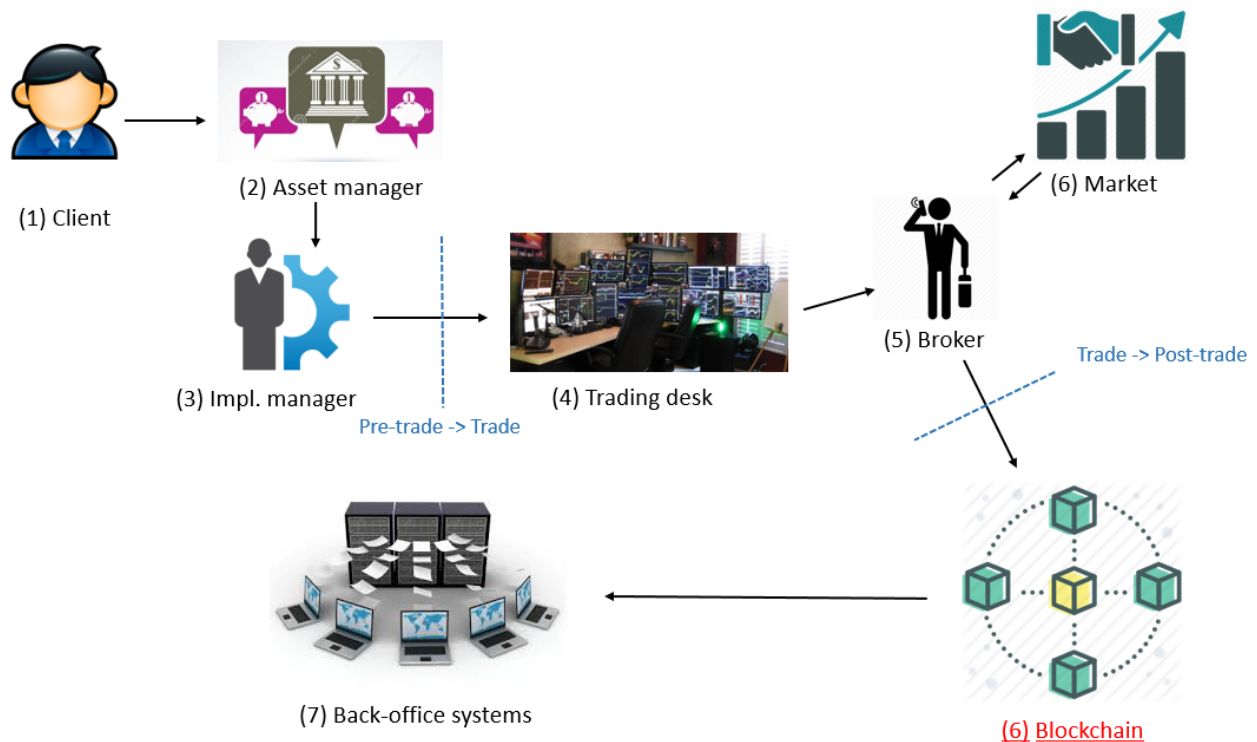 (6) Market
(2) Asset manager
(1) Client
(5) Broker
Trade -> Post-trade
(3) Impl. manager
(4) Trading desk
Pre-trade -> Trade
(7) Back-office systems
(6) Blockchain